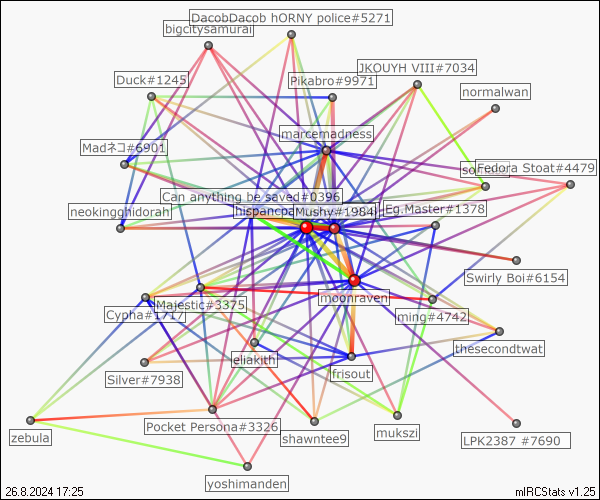 DacobDacob hORNY police#5271
bigcitysamurai
JKOUYH VIII#7034
Duck#1245
Pikabro#9971
normalwan
marcemadness
Madネコ#6901
Fedora Stoat#4479
Can anything be saved#0396
neokingghidorah
Mushy#1984
Eg.Master#1378
Swirly Boi#6154
moonraven
Majestic#3375
Cypha#1717
ming#4742
thesecondtwat
eliakith
frisout
Silver#7938
Pocket Persona#3326
mukszi
zebula
shawntee9
LPK2387 #7690
yoshimanden
26.8.2024 17:25
mIRCStats v1.25